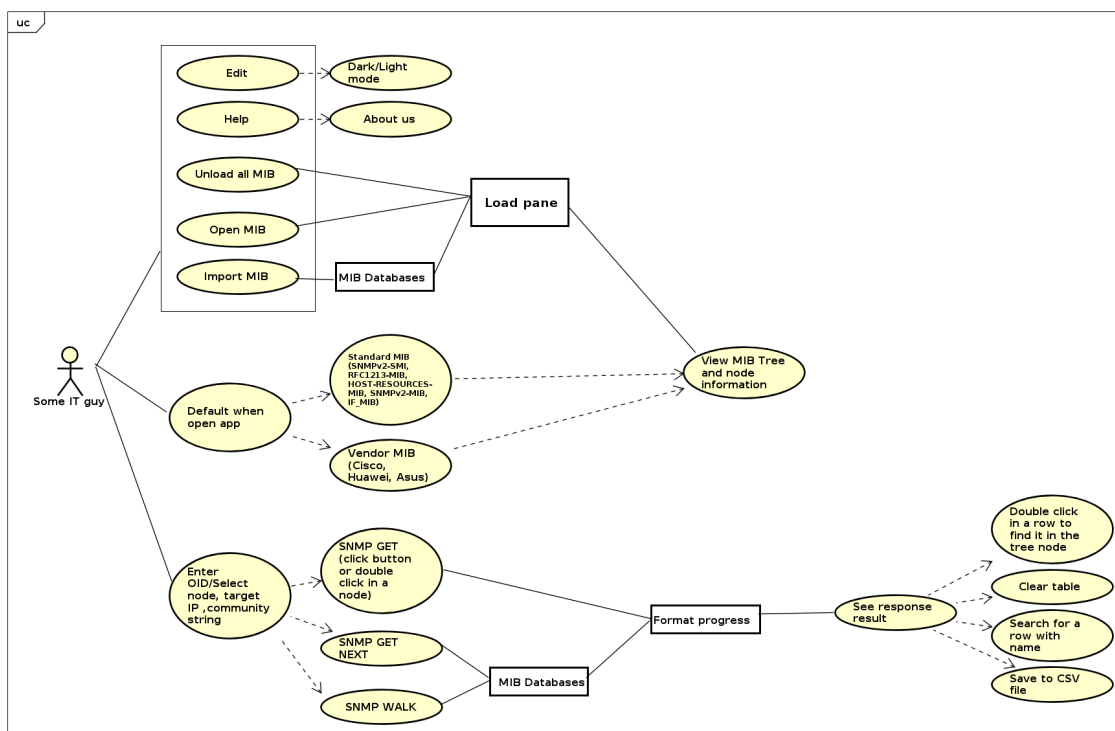 uc
Edit
Dark/Light
mode
Help
About us
Unload all MIB
Load pane
Open MIB
Import MIB
MIB Databases
Some IT guy
Default when
open app
Standard MIB
(SNMPv2-SMI,
RFC1213-MIB,
HOST-RESOURCES-
MIB, SNMPv2-MIB,
IF_MIB)
View MIB Tree
and node
information
Vendor MIB
(Cisco,
Huawei, Asus)
Enter
OID/Select
node, target
IP ,community
string
SNMP GET
(click button
or double
click in a
node)
SNMP GET
NEXT
SNMP WALK
MIB Databases
Format progress
See response
result
Double click
in a row to
find it in the
tree node
Clear table
Search for a
row with
name
Save to CSV
file